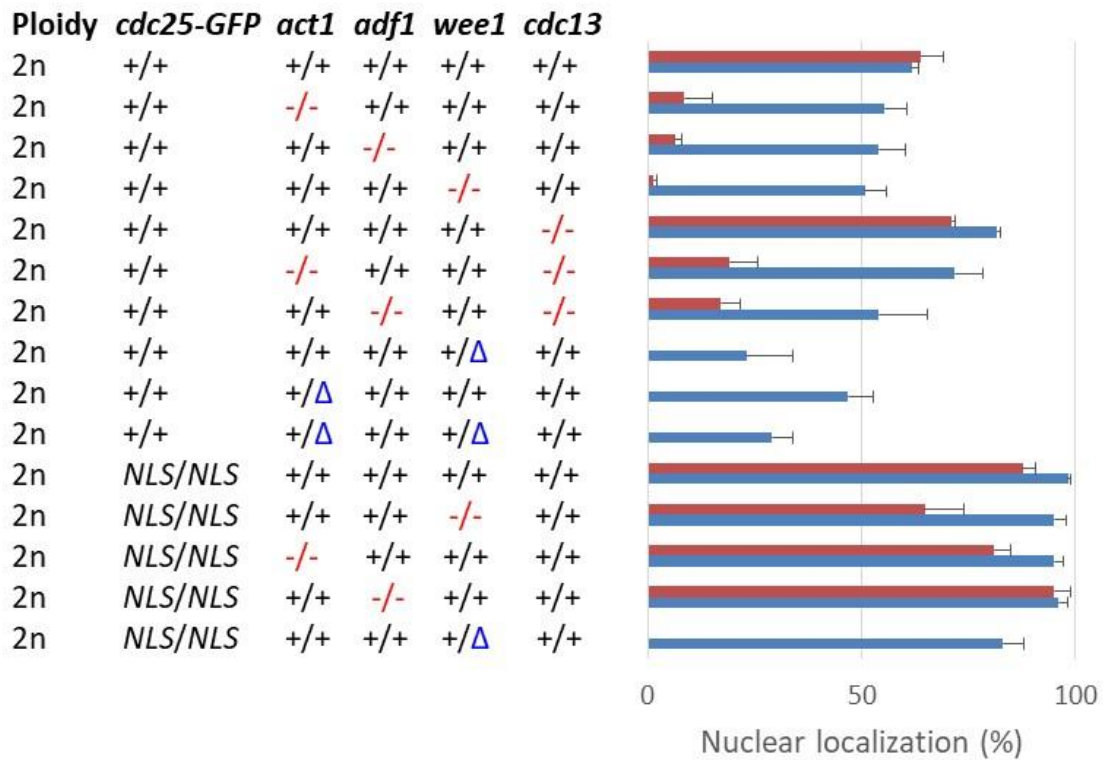 Ploidy cdc25-GFP act1 adf1 wee1 cdc13
2n +/+ +/+ +/+ +/+ +/+
2n +/+ -/- +/+ +/+ +/+
2n +/+ +/+ -/- +/+ +/+
2n +/+ +/+ +/+ -/- +/+
2n +/+ +/+ +/+ +/+ -/-
2n +/+ -/- +/+ +/+ -/-
2n +/+ +/+ -/- +/+ -/-
2n +/+ +/+ +/+ +/Δ +/+
2n +/+ +/Δ +/+ +/+ +/+
2n +/+ +/Δ +/+ +/Δ +/+
2n NLS/NLS +/+ +/+ +/+ +/+
2n NLS/NLS +/+ +/+ -/- +/+
2n NLS/NLS -/- +/+ +/+ +/+
2n NLS/NLS +/+ -/- +/+ +/+
2n NLS/NLS +/+ +/+ +/Δ +/+
0 50 100
Nuclear localization (%)